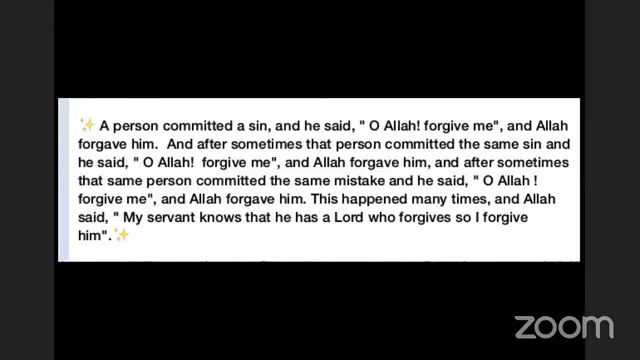 ✨ A person committed a sin, and he said, " O Allah! forgive me", and Allah
forgave him.  And after sometimes that person committed the same sin and
he said, " O Allah!  forgive me", and Allah forgave him, and after sometimes
that same person committed the same mistake and he said, " O Allah !
forgive me", and Allah forgave him. This happened many times, and Allah
said, " My servant knows that he has a Lord who forgives so I forgive
him".✨
zoom